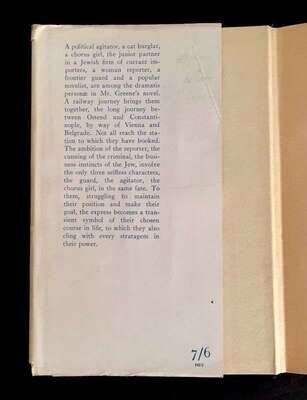 A political agitator, a cat burglar,
a chorus girl, the junior partner
in a Jewish firm of currant im-
porters, a woman reporter, a
frontier guard and a popular
novelist, are among the dramatis
personæ in Mr. Greene's novel.
A railway journey brings them
together, the long journey be-
tween Ostend and Constanti-
nople, by way of Vienna and
Belgrade. Not all reach the sta-
tion to which they have booked.
The ambition of the reporter, the
cunning of the criminal, the busi-
ness instincts of the Jew, involve
the only three selfless characters,
the guard, the agitator, the
chorus girl, in the same fate. To
them, struggling to maintain
their position and make their
goal, the express becomes a tran-
sient symbol of their chosen
course in life, to which they also
cling with every stratagem in
their power.
7/6
net